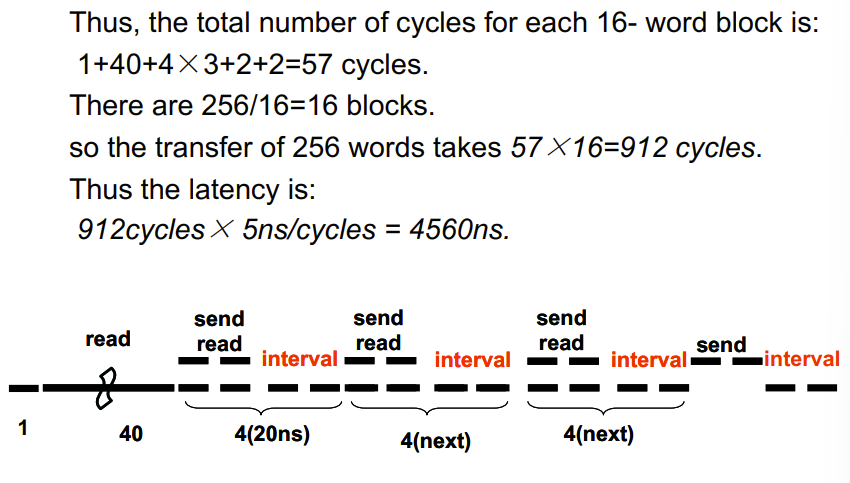 Thus, the total number of cycles for each 16- word block is:
1+40+4×3+2+2=57 cycles.
There are 256/16=16 blocks.
so the transfer of 256 words takes 57×16=912 cycles.
Thus the latency is:
912cycles× 5ns/cycles = 4560ns.
send send send
read read read read send
interval interval interval interval
1 40 4(20ns) 4(next) 4(next)